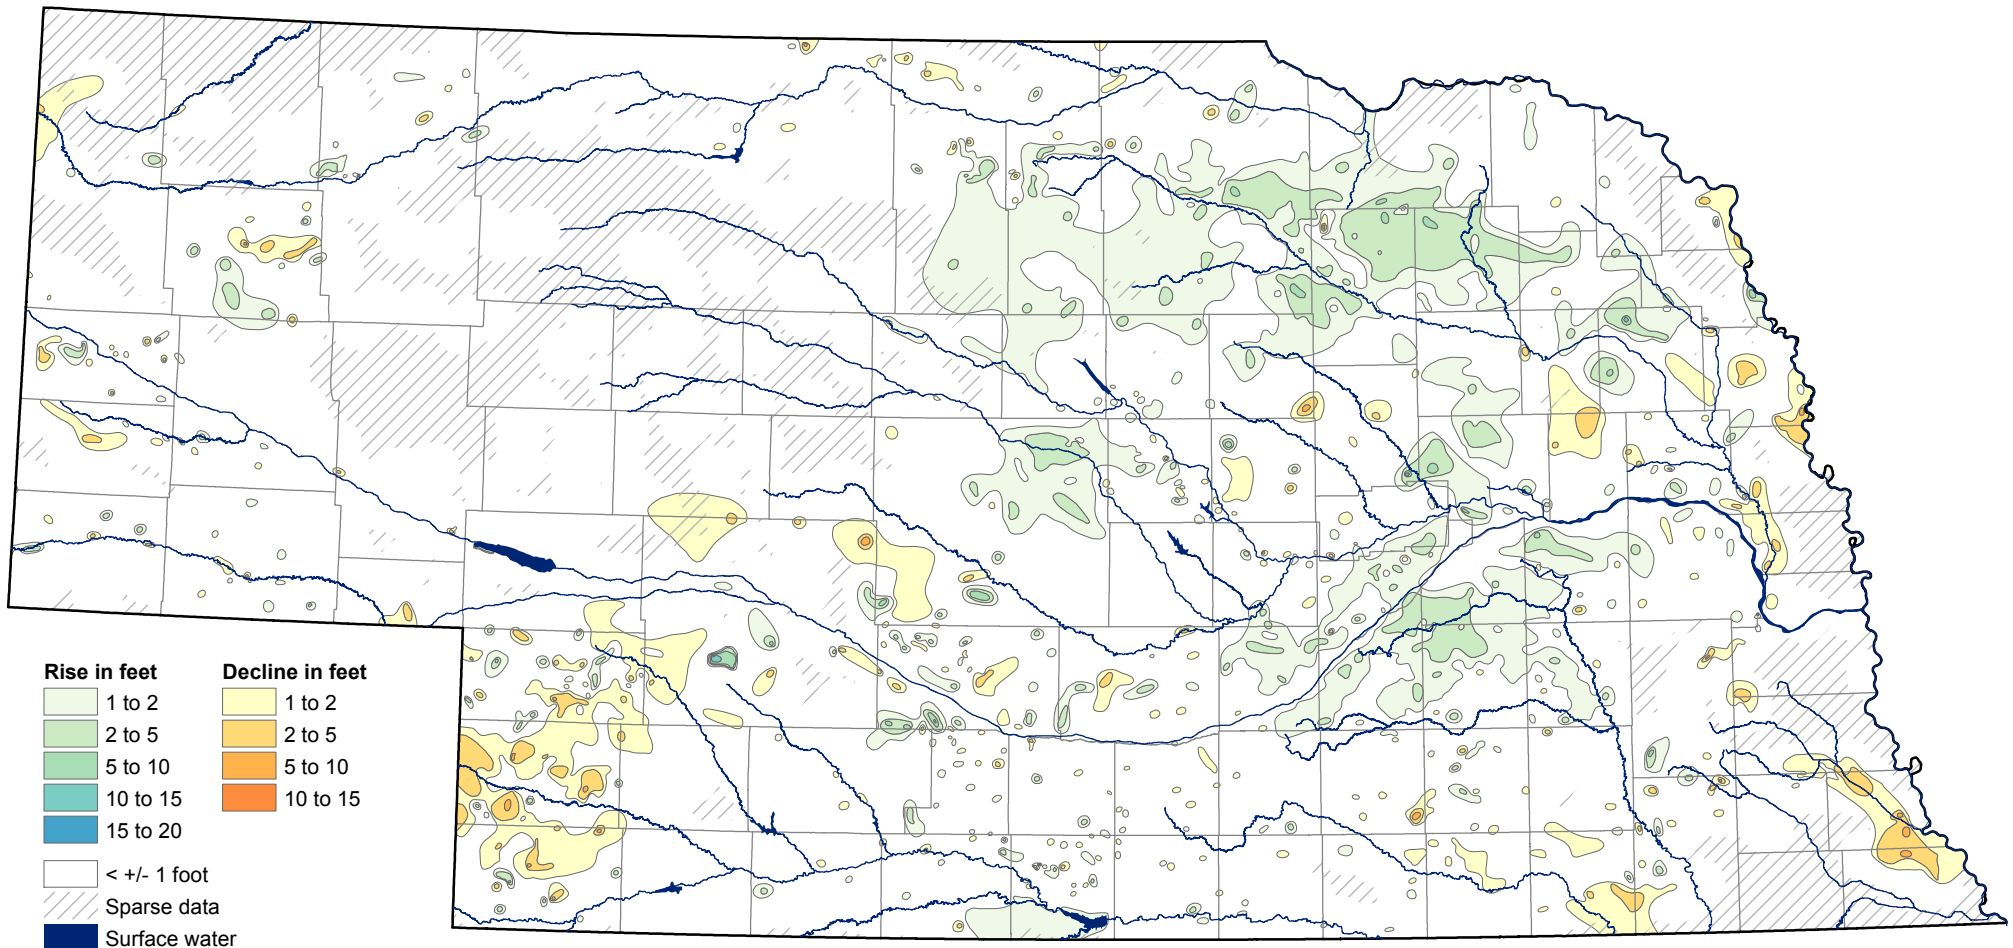 Rise in feet
1 to 2
2 to 5
5 to 10
10 to 15
15 to 20
Decline in feet
1 to 2
2 to 5
5 to 10
10 to 15
< +/- 1 foot
Sparse data
Surface water